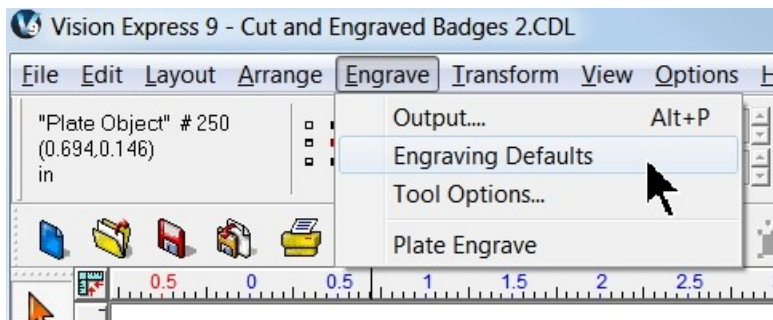 Vision Express 9 - Cut and Engraved Badges 2.CDL
File Edit Layout Arrange Engrave Transform View Options H
"Plate Object" # 250
(0.694,0.146)
in
Output.... Alt+P
Engraving Defaults
Tool Options...
Plate Engrave
0.5 0 0.5 1 1.5 2 2.5